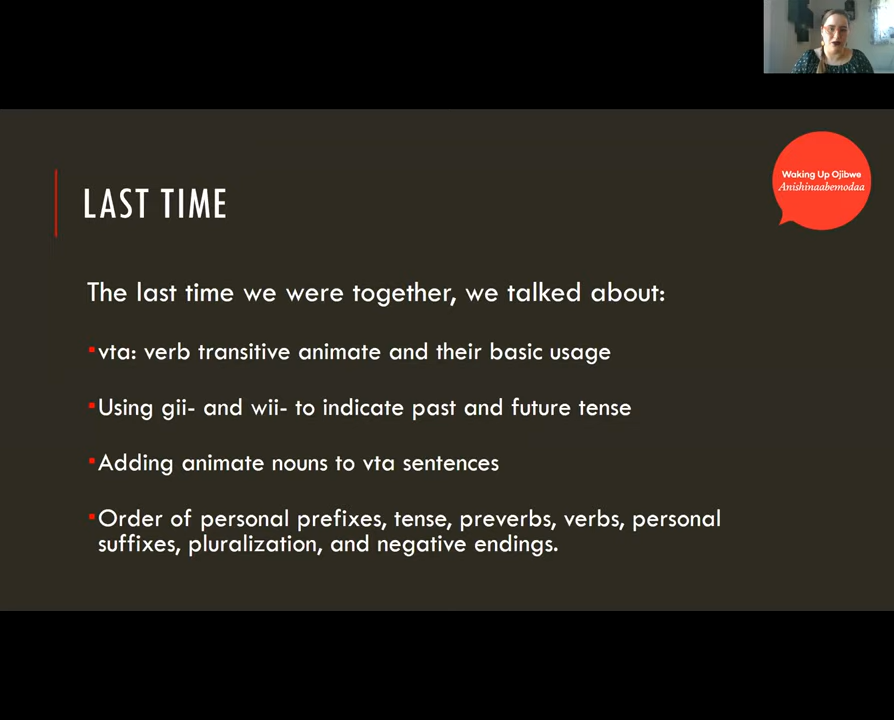 Waking Up Ojibwe
Anishinaabemodaa
LAST TIME
The last time we were together, we talked about:
▪vta: verb transitive animate and their basic usage
▪Using gii- and wii- to indicate past and future tense
▪Adding animate nouns to vta sentences
▪Order of personal prefixes, tense, preverbs, verbs, personal
suffixes, pluralization, and negative endings.